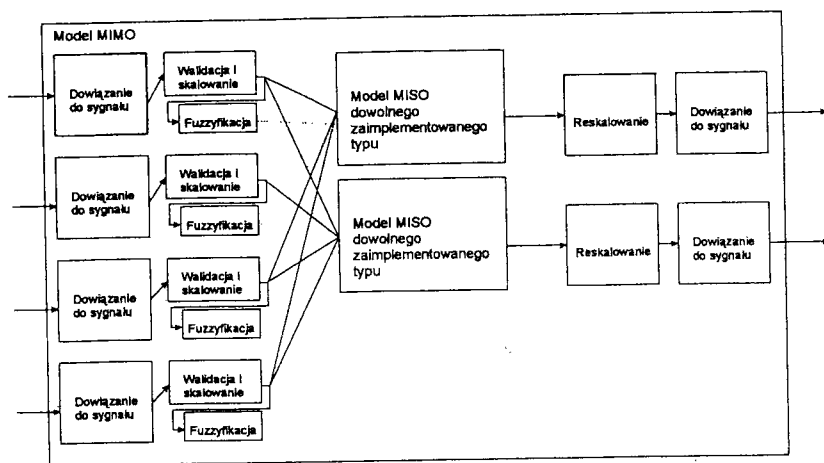 Model MIMO
Dowiązanie
do sygnału
Walidacja i
skalowanie
Fuzzyfikacja
Model MISO
dowolnego
zaimplementowanego
typu
Reskalowanie
Dowiązanie
do sygnału
Dowiązanie
do sygnału
Walidacja i
skalowanie
Fuzzyfikacja
Model MISO
dowolnego
zaimplementowanego
typu
Reskalowanie
Dowiązanie
do sygnału
Dowiązanie
do sygnału
Walidacja i
skalowanie
Fuzzyfikacja
Dowiązanie
do sygnału
Walidacja i
skalowanie
Fuzzyfikacja